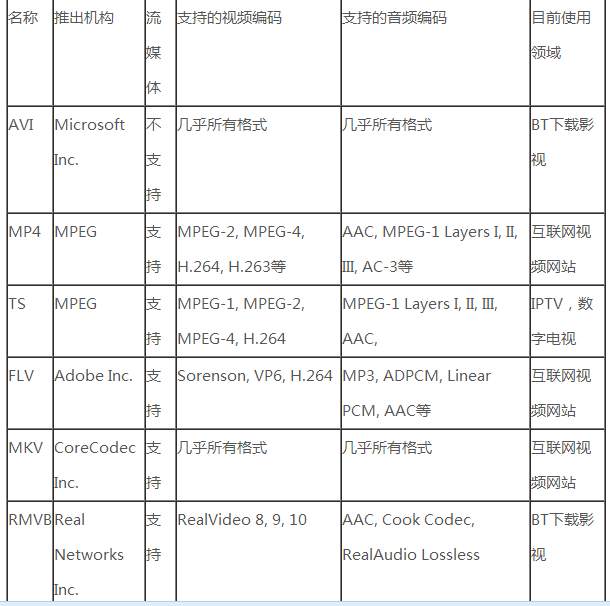 名称 推出机构 流媒体 支持的视频编码 支持的音频编码 目前使用领域
AVI Microsoft Inc. 不支持 几乎所有格式 几乎所有格式 BT下载影视
MP4 MPEG 支持 MPEG-2, MPEG-4, H.264, H.263等 AAC, MPEG-1 Layers I, II, III, AC-3等 互联网视频网站
TS MPEG 支持 MPEG-1, MPEG-2, MPEG-4, H.264 MPEG-1 Layers I, II, III, AAC, IPTV，数字电视
FLV Adobe Inc. 支持 Sorenson, VP6, H.264 MP3, ADPCM, Linear PCM, AAC等 互联网视频网站
MKV CoreCodec Inc. 支持 几乎所有格式 几乎所有格式 互联网视频网站
RMVB Real Networks Inc. 支持 RealVideo 8, 9, 10 AAC, Cook Codec, RealAudio Lossless BT下载影视